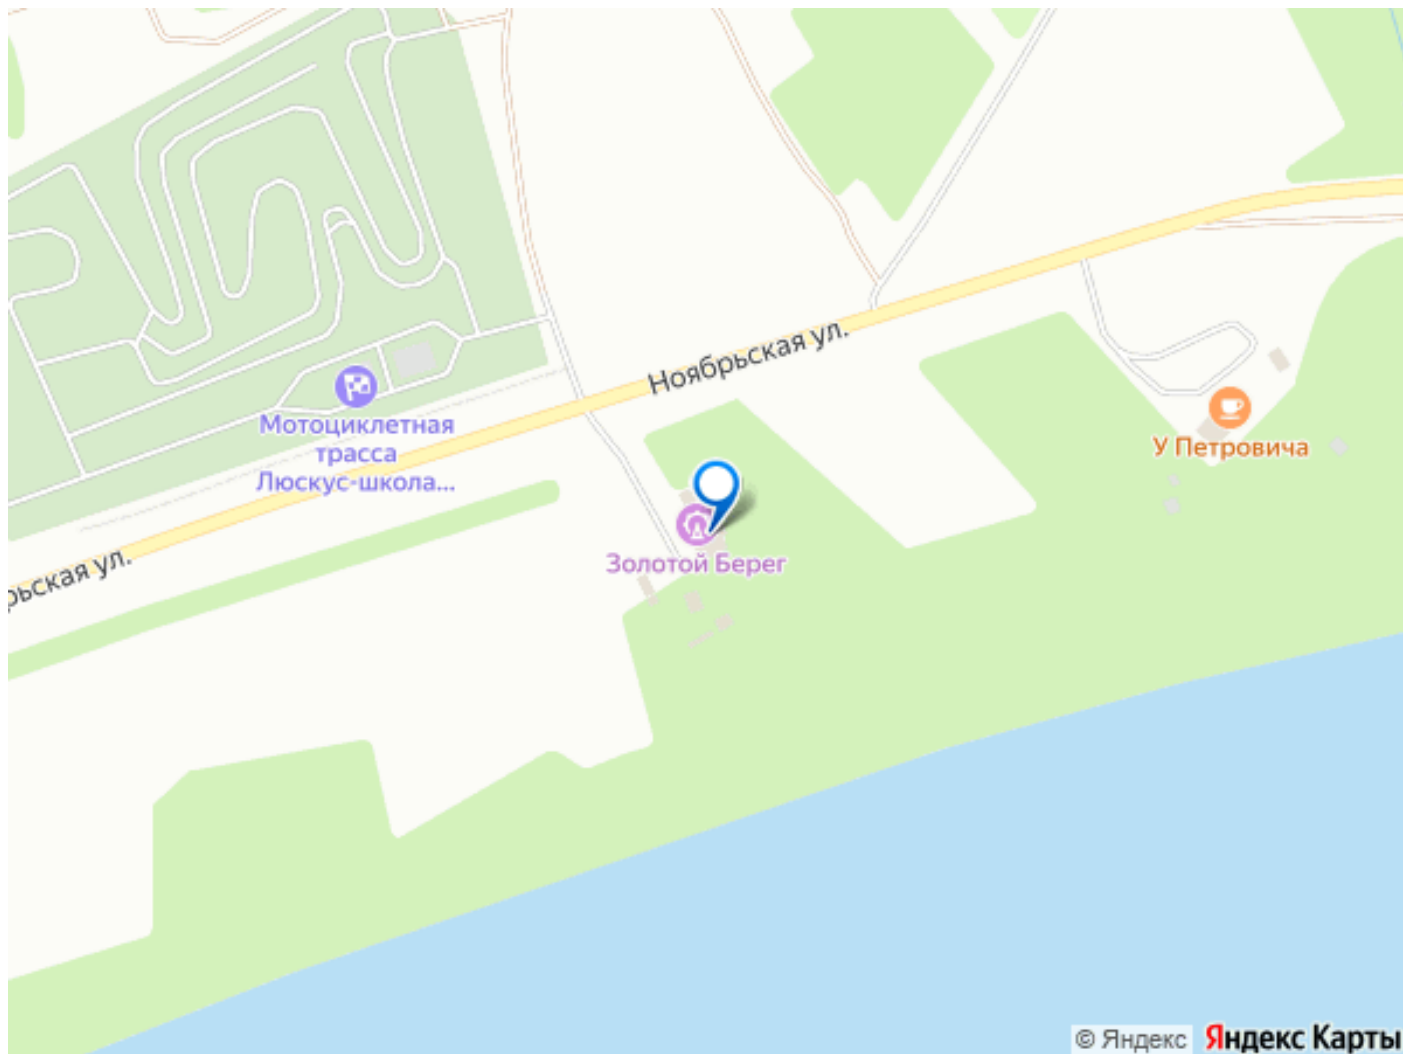 Ноябрьская ул.
Мотоциклетная
трасса
Люскус-школа...
У Петровича
Золотой Берег
рьская ул.
© Яндекс Яндекс Карты